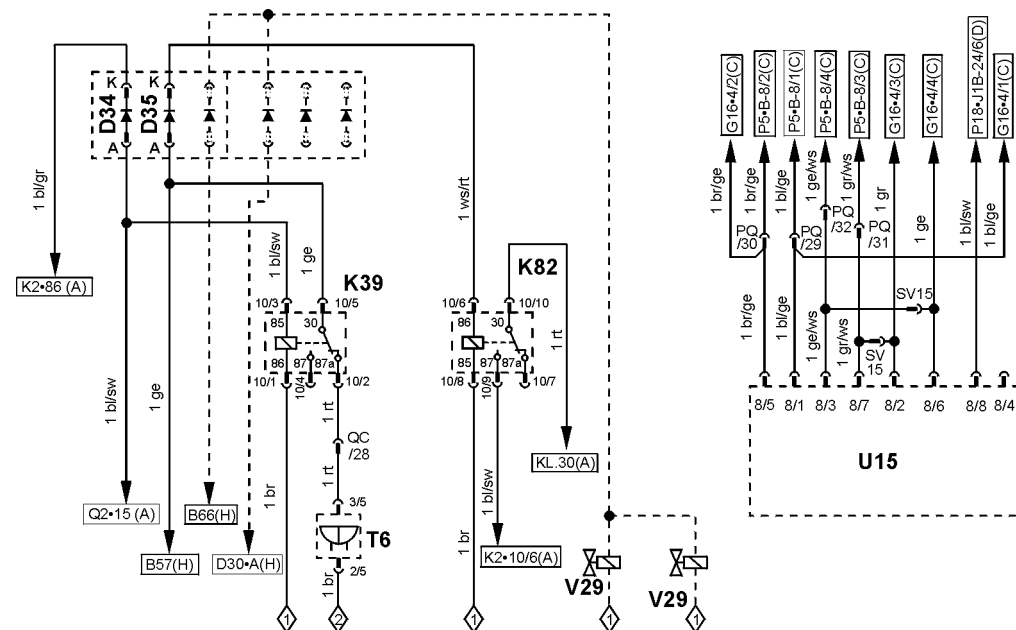 G16•4/2(C)
P5•B-8/2(C)
P5•B-8/1(C)
P5•B-8/4(C)
P5•B-8/3(C)
G16•4/3(C)
G16•4/4(C)
P18•J1B-24/6(D)
G16•4/1(C)
K
K
D34
D35
A
A
1 bl/gr
1 ws/rt
1 br/ge
1 br/ge
1 bl/ge
1 ge/ws
1 gr/ws
1 gr
1 ge
1 bl/sw
1 bl/ge
PQ
/30
PQ
/29
PQ
/32
PQ
/31
1 bl/sw
1 ge
K2•86 (A)
K39
K82
10/3
10/5
10/6
10/10
85
30
86
87
87a
86
30
85
87
87a
10/1
10/4
10/2
10/8
10/9
10/7
1 rt
SV15
SV
15
1 br/ge
1 bl/ge
1 ge/ws
1 gr/ws
8/5
8/1
8/3
8/7
8/2
8/6
8/8
8/4
U15
1 bl/sw
1 ge
1 rt
QC
/28
1 rt
KL.30(A)
1 br
3/5
T6
2/5
1 br
1 bl/sw
1 br
Q2•15 (A)
B66(H)
B57(H)
D30•A(H)
K2•10/6(A)
V29
V29
1
2
1
1
1